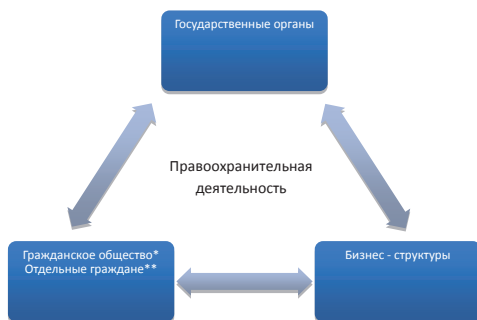 Государственные органы
Правоохранительная
деятельность
Гражданское общество*
Отдельные граждане**
Бизнес - структуры